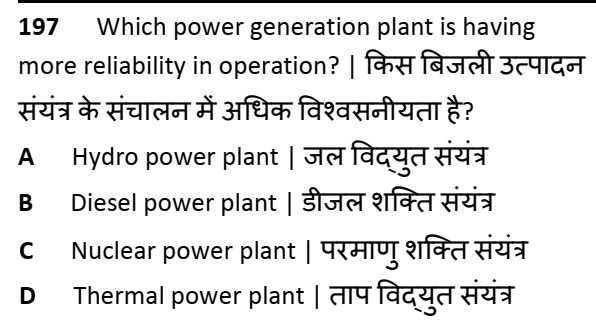 197 Which power generation plant is having
more reliability in operation? | किस बिजली उत्पादन
संयंत्र के संचालन में अधिक विश्वसनीयता है?
A Hydro power plant | जल विद्युत संयंत्र
B Diesel power plant | डीजल शक्ति संयंत्र
C Nuclear power plant | परमाणु शक्ति संयंत्र
D Thermal power plant | ताप विद्युत संयंत्र